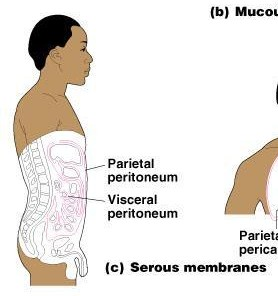 (b) Mucou
Parietal
peritoneum
Visceral
peritoneum
Parieta
perica
(c) Serous membranes